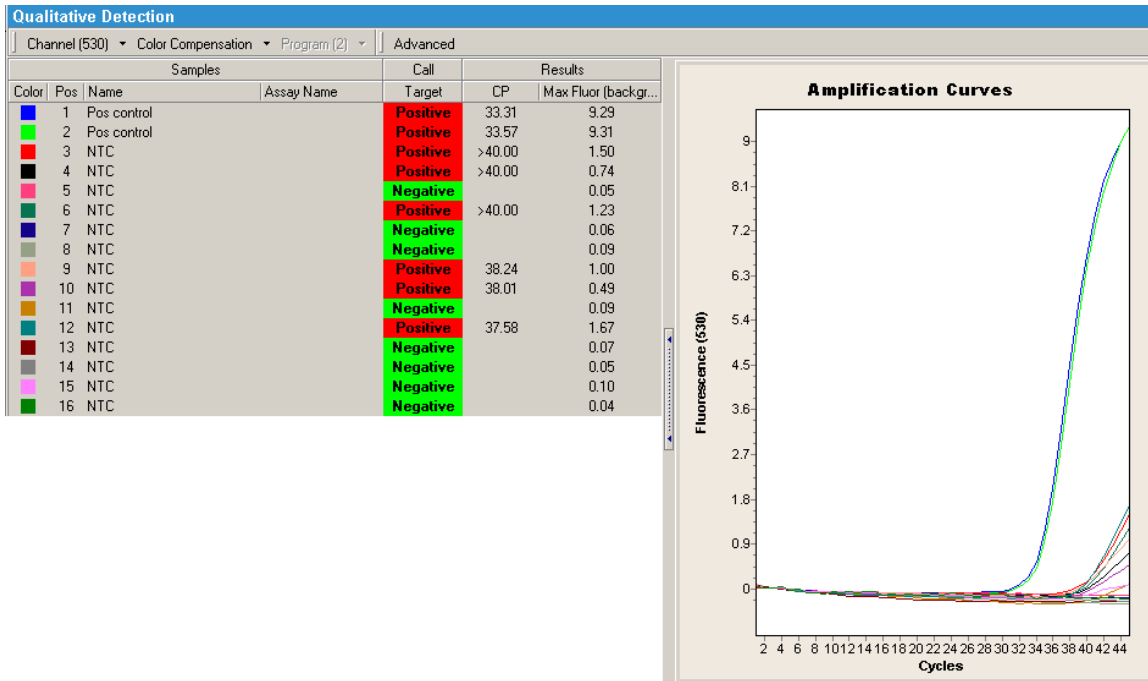 Qualitative Detection
Channel (530) Color Compensation Program (2) Advanced
Samples Call Results
Color Pos Name Assay Name Target CP Max Fluor (backgr...
1 Pos control Positive 33.31 9.29
2 Pos control Positive 33.57 9.31
3 NTC Positive >40.00 1.50
4 NTC Positive >40.00 0.74
5 NTC Negative 0.05
6 NTC Positive >40.00 1.23
7 NTC Negative 0.06
8 NTC Negative 0.09
9 NTC Positive 38.24 1.00
10 NTC Positive 38.01 0.49
11 NTC Negative 0.09
12 NTC Positive 37.58 1.67
13 NTC Negative 0.07
14 NTC Negative 0.05
15 NTC Negative 0.10
16 NTC Negative 0.04
Amplification Curves
Fluorescence (530)
9
8.1
7.2
6.3
5.4
4.5
3.6
2.7
1.8
0.9
0
2 4 6 8 10 12 14 16 18 20 22 24 26 28 30 32 34 36 38 40 42 44
Cycles